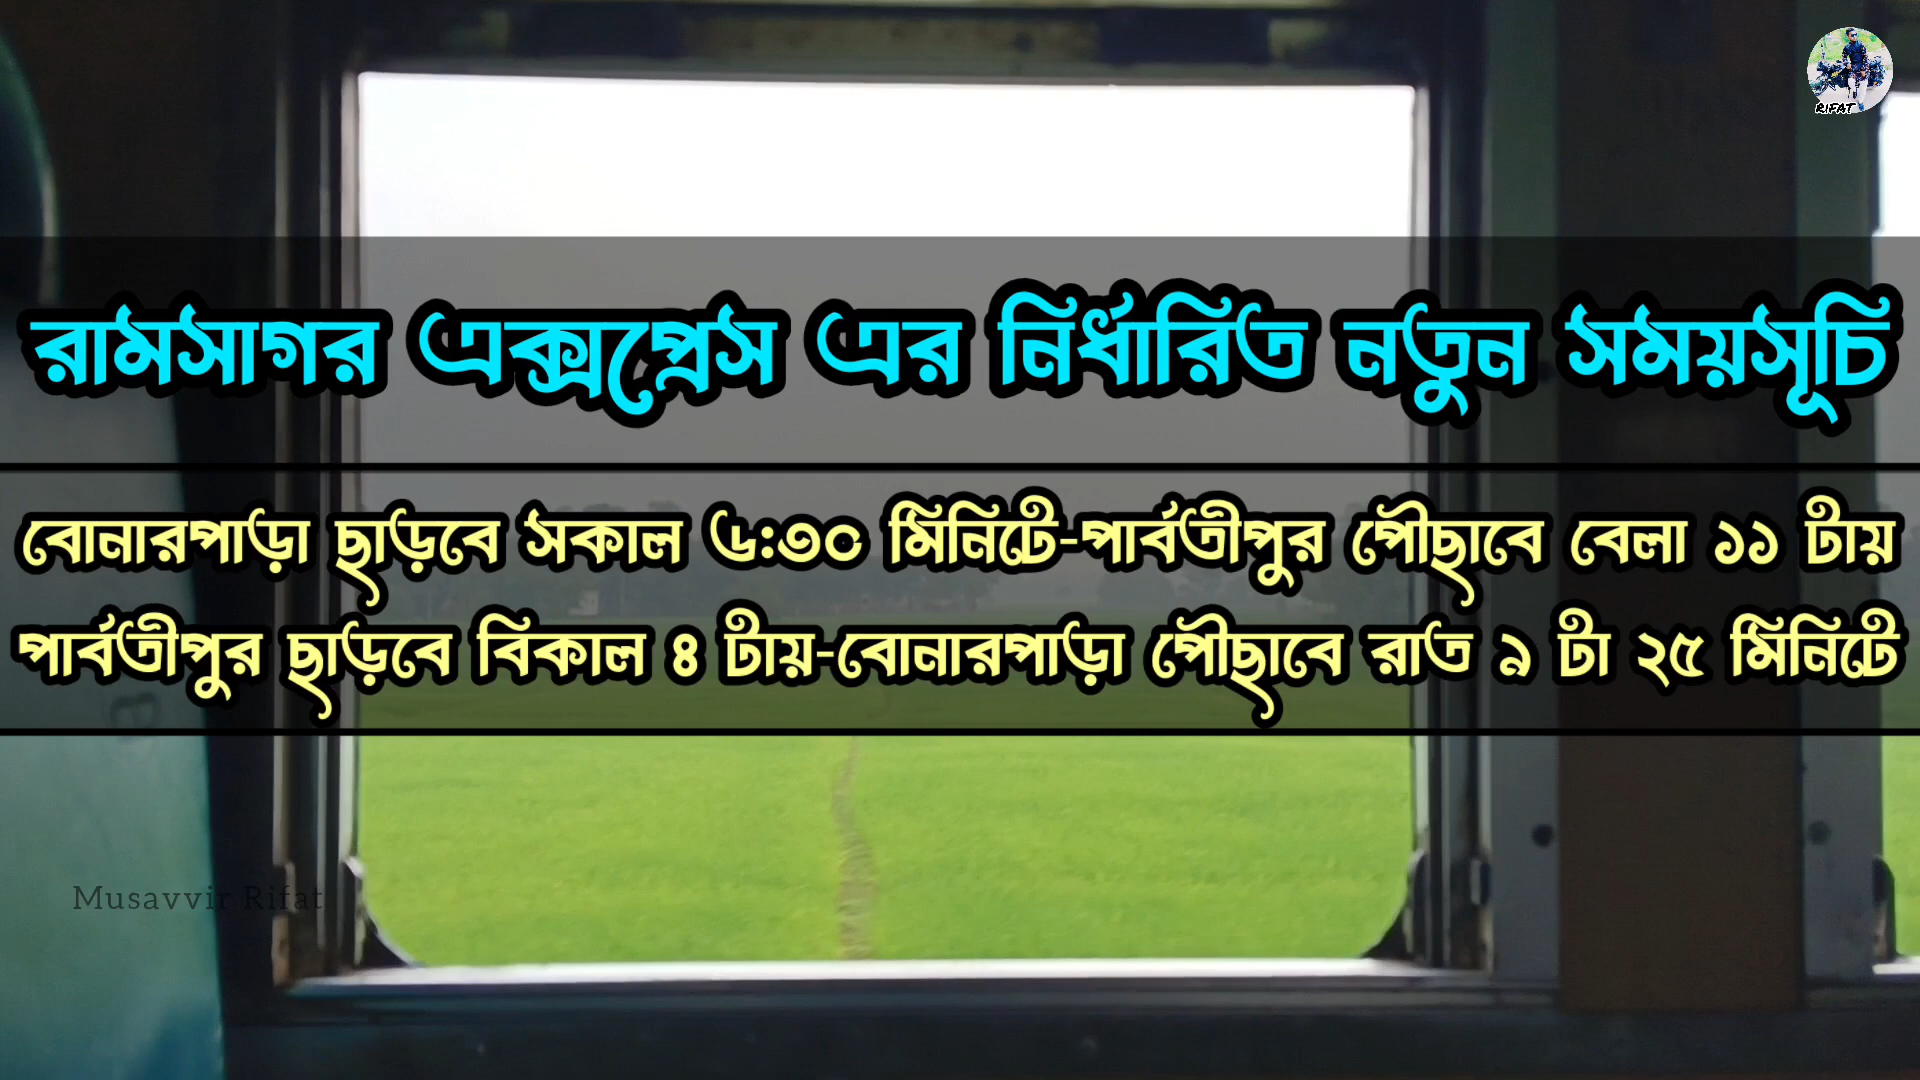 RIFAT
রামসাগর এক্সপ্রেস এর নির্ধারিত নতুন সময়সূচি
বোনারপাড়া ছাড়বে সকাল ৬:৩০ মিনিটে-পার্বতীপুর পৌছাবে বেলা ১১ টায়
পার্বতীপুর ছাড়বে বিকাল ৪ টায়-বোনারপাড়া পৌছাবে রাত ৯ টা ২৫ মিনিটে
Musavvir Rifat